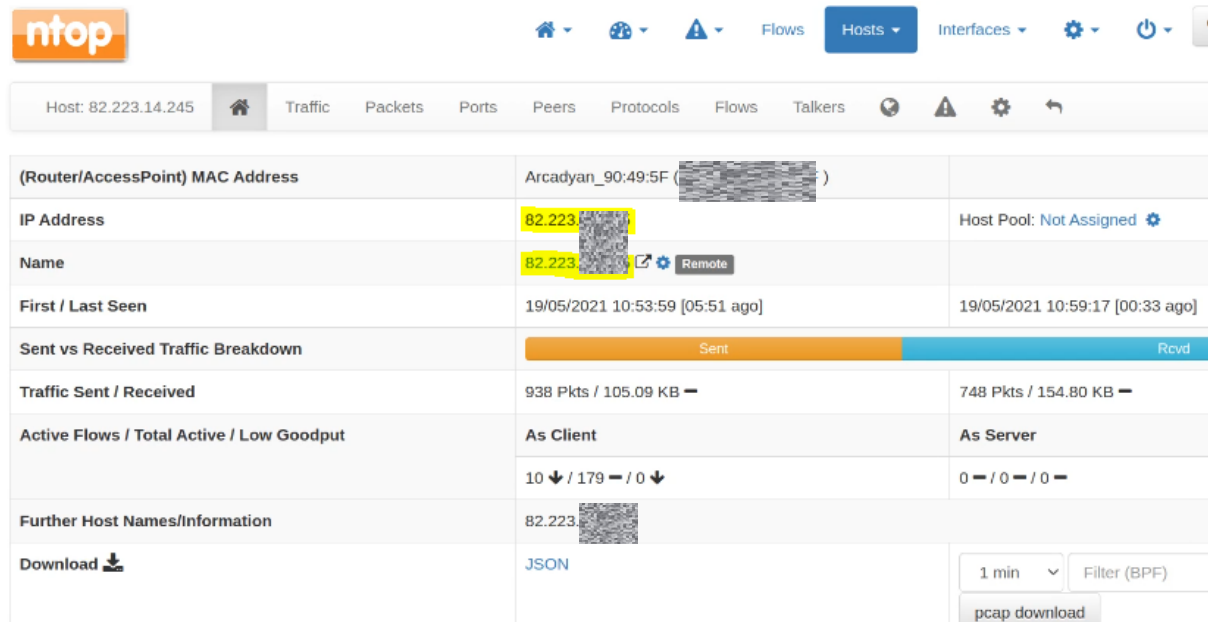 ntop
Flows Hosts Interfaces
Host: 82.223.14.245 Traffic Packets Ports Peers Protocols Flows Talkers
(Router/AccessPoint) MAC Address Arcadyan_90:49:5F ( )
IP Address 82.223. Host Pool: Not Assigned
Name 82.223. Remote
First / Last Seen 19/05/2021 10:53:59 [05:51 ago] 19/05/2021 10:59:17 [00:33 ago]
Sent vs Received Traffic Breakdown Sent Rcvd
Traffic Sent / Received 938 Pkts / 105.09 KB 748 Pkts / 154.80 KB
Active Flows / Total Active / Low Goodput As Client As Server
10 / 179 / 0 0 / 0 / 0
Further Host Names/Information 82.223.
Download JSON 1 min Filter (BPF)
pcap download